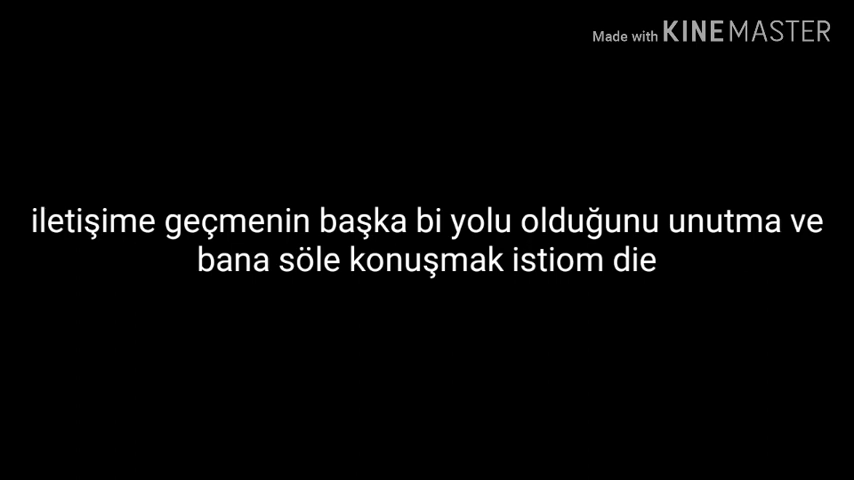 Made with KINEMASTER
iletişime geçmenin başka bi yolu olduğunu unutma ve
bana söle konuşmak istiom die